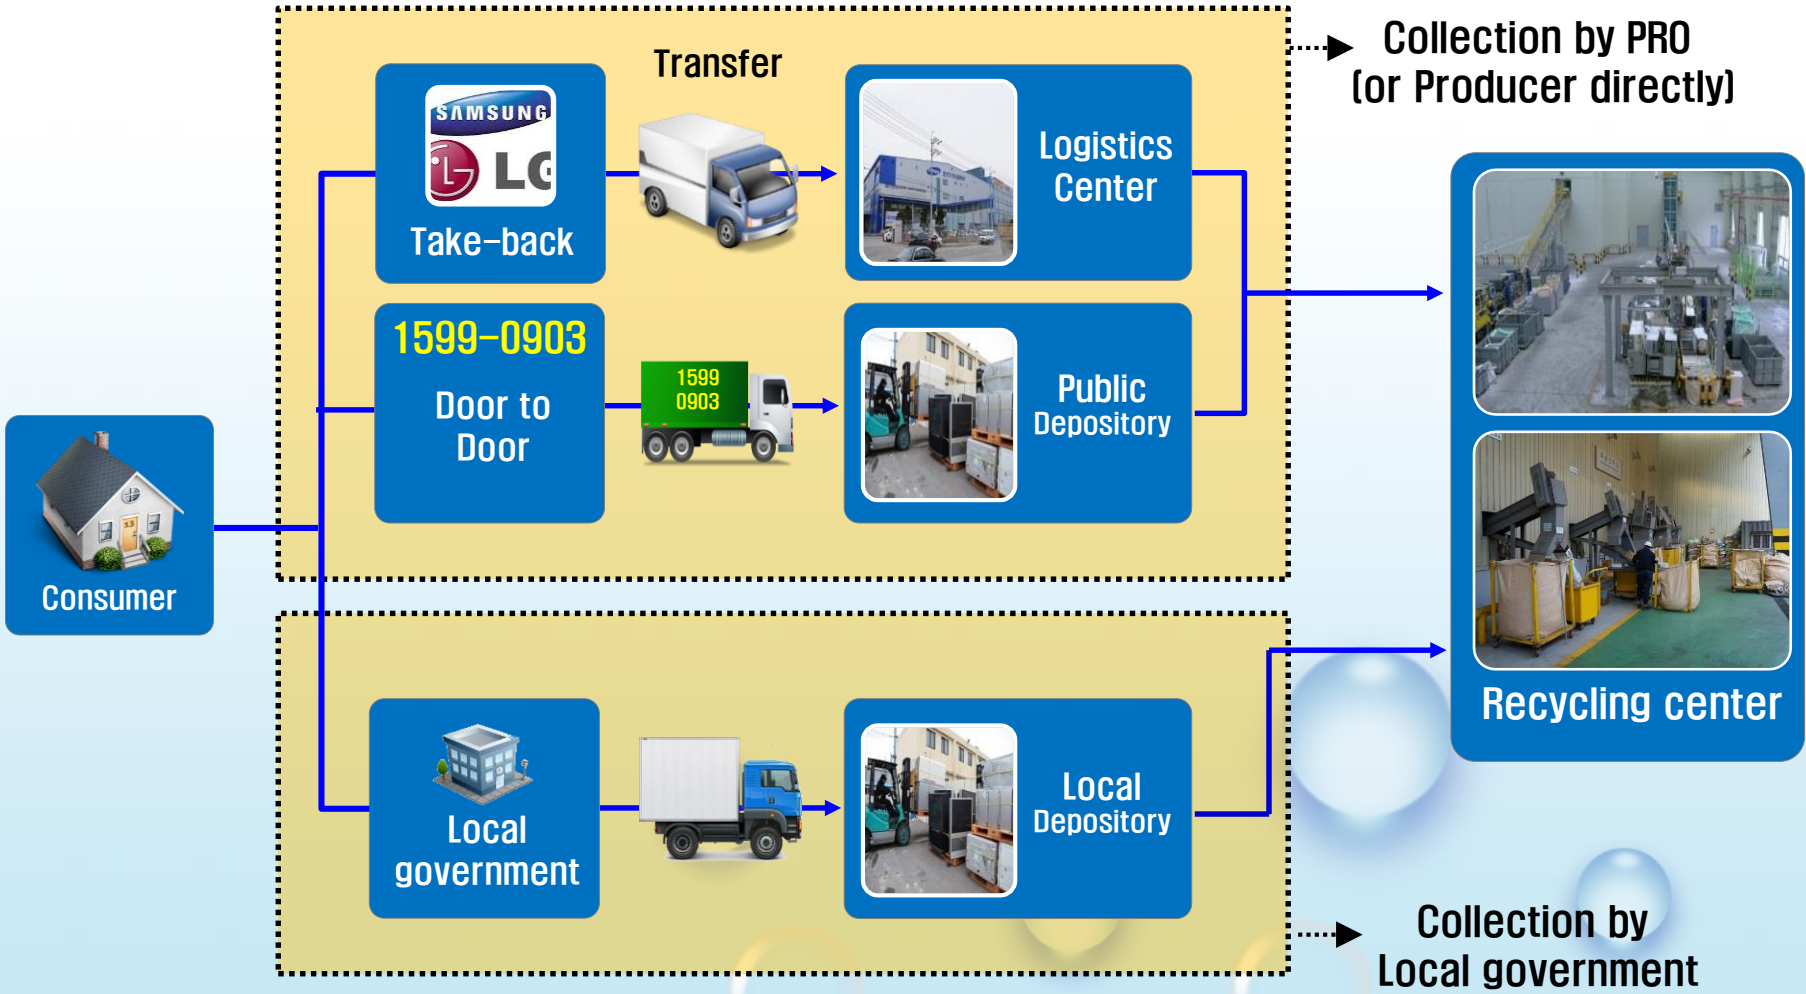 Collection by PRO
(or Producer directly)
Transfer
SAMSUNG
LG
Take-back
Logistics
Center
1599-0903
Door to
Door
1599
0903
Public
Depository
Consumer
Recycling center
Local
government
Local
Depository
Collection by
Local government